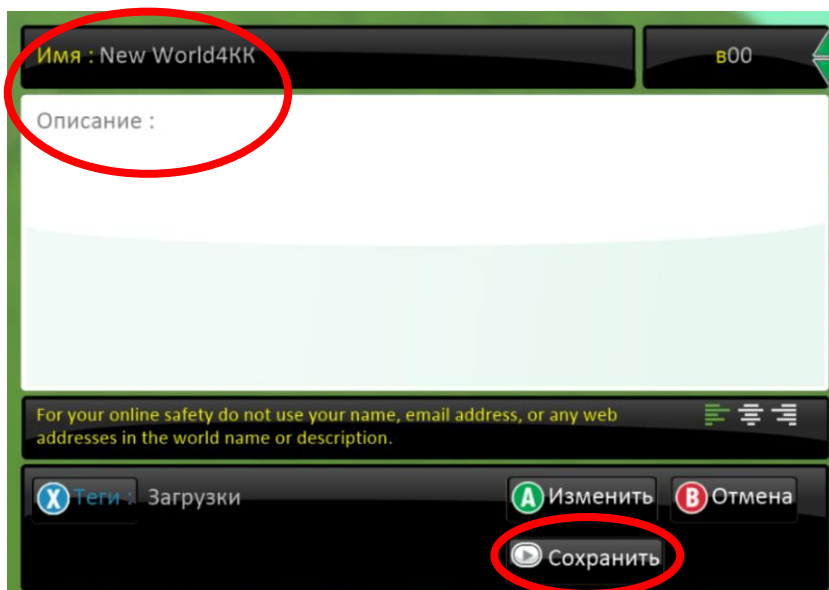 Имя : New World4КК
в00
Описание :
For your online safety do not use your name, email address, or any web
addresses in the world name or description.
X Теги : Загрузки
A Изменить
B Отмена
Сохранить